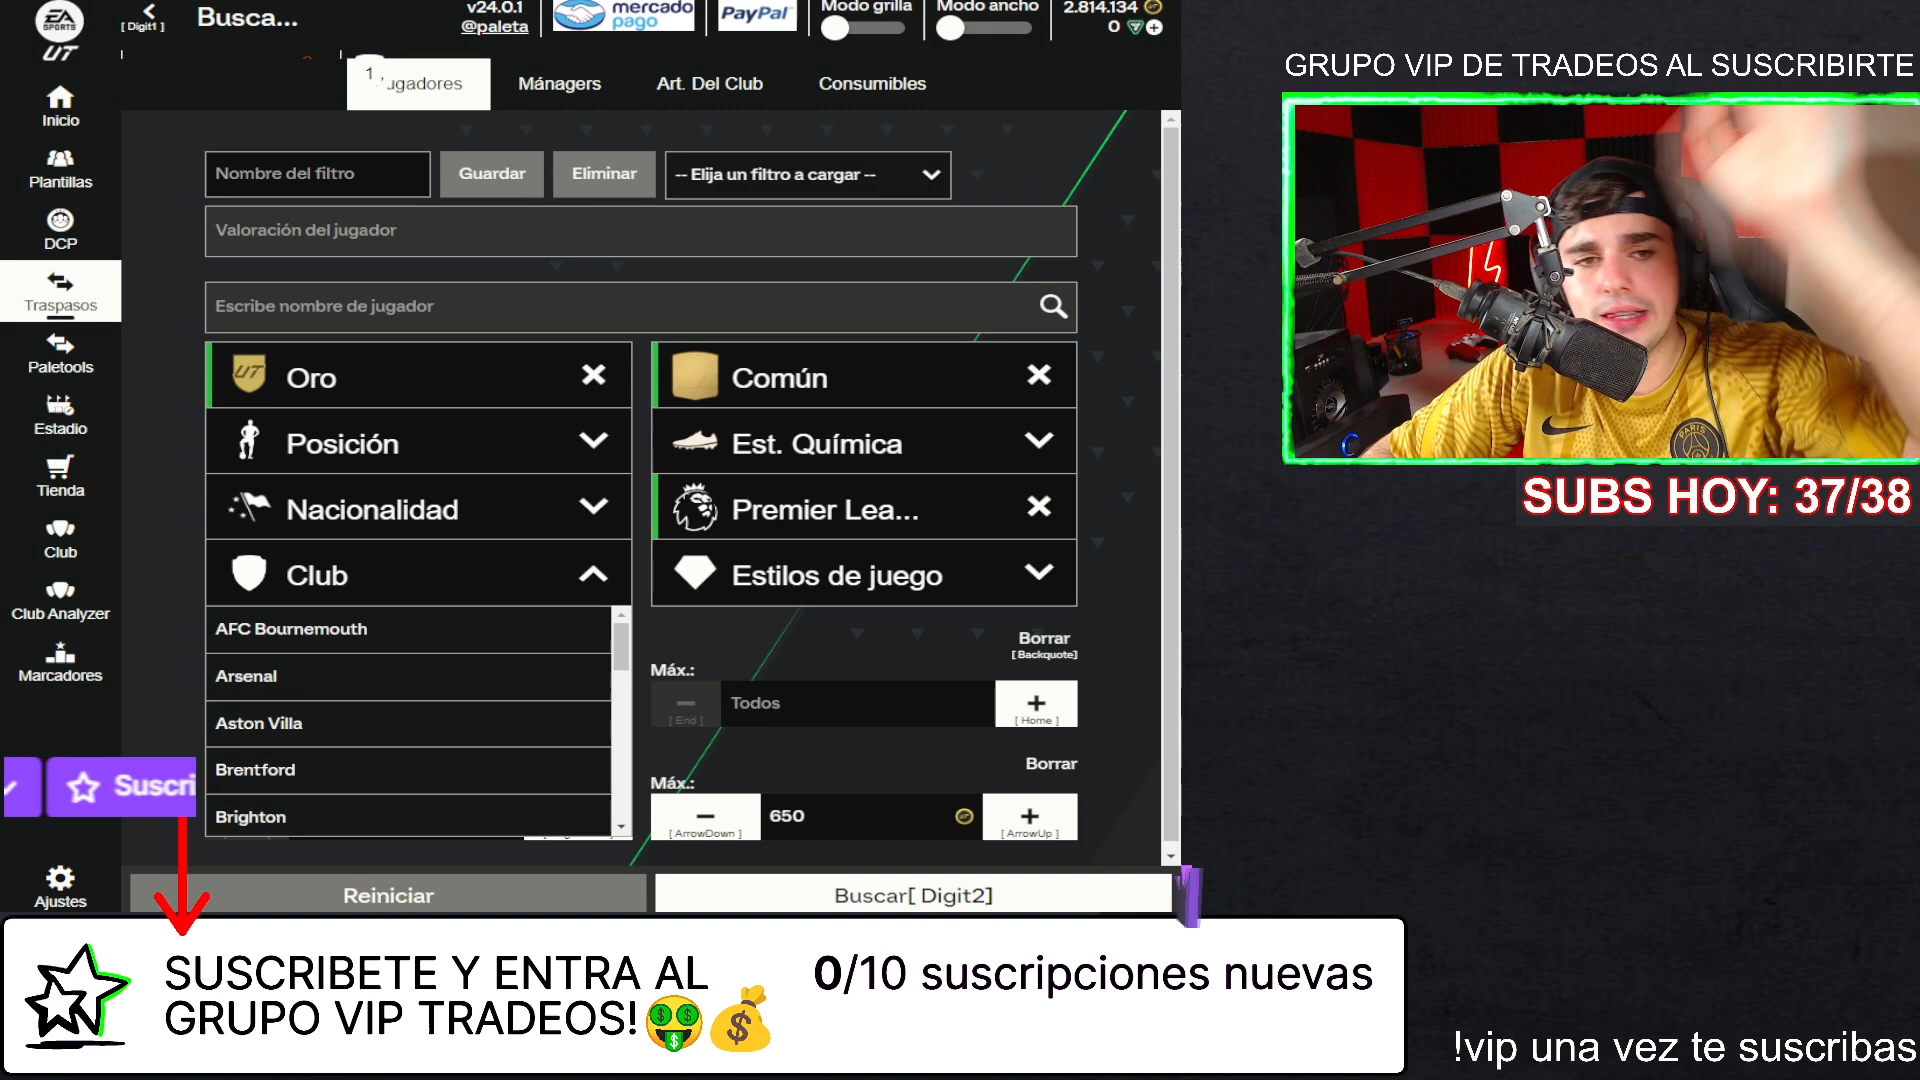 EA
SPORTS
UT
[ Digit1 ]
Busca...
v24.0.1
@paleta
mercado
pago
PayPal
Modo grilla
Modo ancho
2.814.134
0
1
Jugadores
Mánagers
Art. Del Club
Consumibles
Inicio
Plantillas
DCP
Traspasos
Paletools
Estadio
Tienda
Club
Club Analyzer
Marcadores
Ajustes
Nombre del filtro
Guardar
Eliminar
-- Elija un filtro a cargar --
Valoración del jugador
Escribe nombre de jugador
UT
Oro
Común
Posición
Est. Química
Nacionalidad
Premier Lea...
Club
Estilos de juego
AFC Bournemouth
Arsenal
Aston Villa
Brentford
Brighton
Borrar
[ Backquote]
Máx.:
[ End ]
Todos
[ Home ]
Borrar
Máx.:
[ ArrowDown ]
650
[ ArrowUp ]
Reiniciar
Buscar[ Digit2]
Suscri
SUSCRIBETE Y ENTRA AL
GRUPO VIP TRADEOS!
0/10 suscripciones nuevas
GRUPO VIP DE TRADEOS AL SUSCRIBIRTE
PARIS
SUBS HOY: 37/38
!vip una vez te suscribas